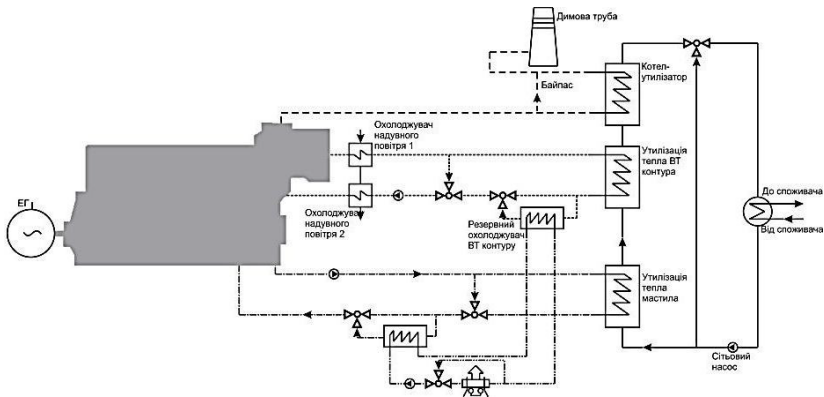 Димова труба
Котел-
утилізатор
Байпас
Охолоджувач
надувного
повітря 1
Утилізація
тепла ВТ
контура
ЕГ
До споживача
Від споживача
Охолоджувач
надувного
повітря 2
Резервний
охолоджувач
ВТ контуру
Утилізація
тепла
мастила
Сітьовий
насос